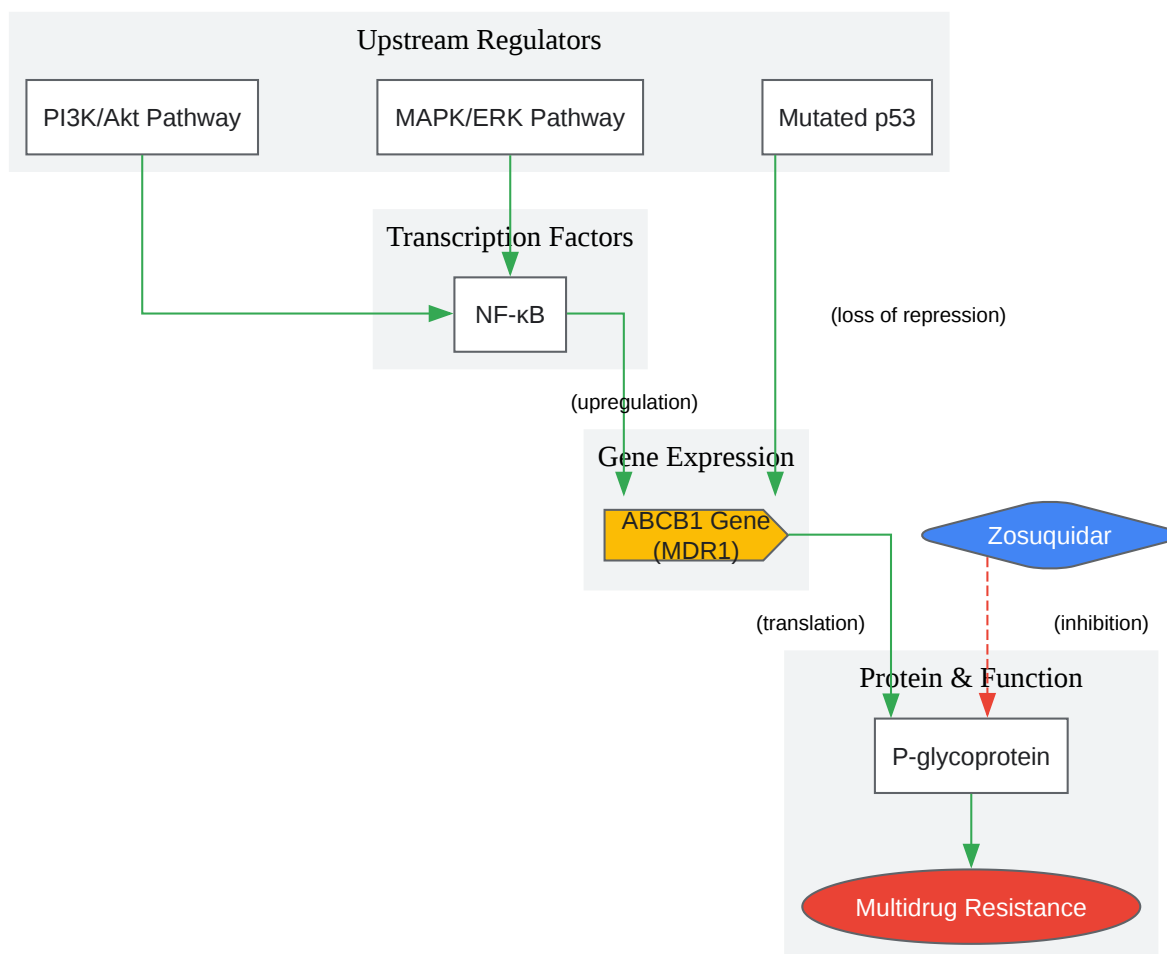 Upstream Regulators
PI3K/Akt Pathway
MAPK/ERK Pathway
Mutated p53
Transcription Factors
NF-κB
(loss of repression)
(upregulation)
Gene Expression
ABCB1 Gene
(MDR1)
Zosuquidar
(translation)
(inhibition)
Protein & Function
P-glycoprotein
Multidrug Resistance